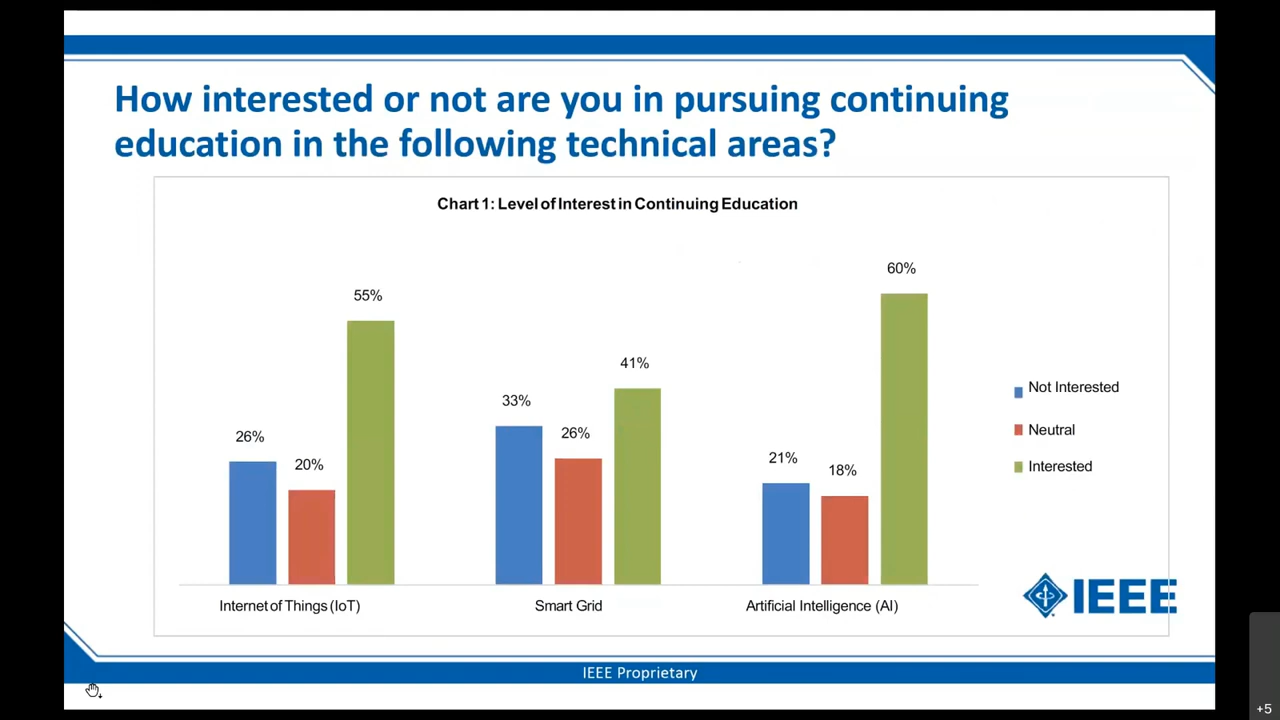 How interested or not are you in pursuing continuing
education in the following technical areas?
Chart 1: Level of Interest in Continuing Education
60%
55%
41%
33%
26%
26%
21%
20%
18%
Not Interested
Neutral
Interested
Internet of Things (IoT)
Smart Grid
Artificial Intelligence (AI)
IEEE
IEEE Proprietary
+5